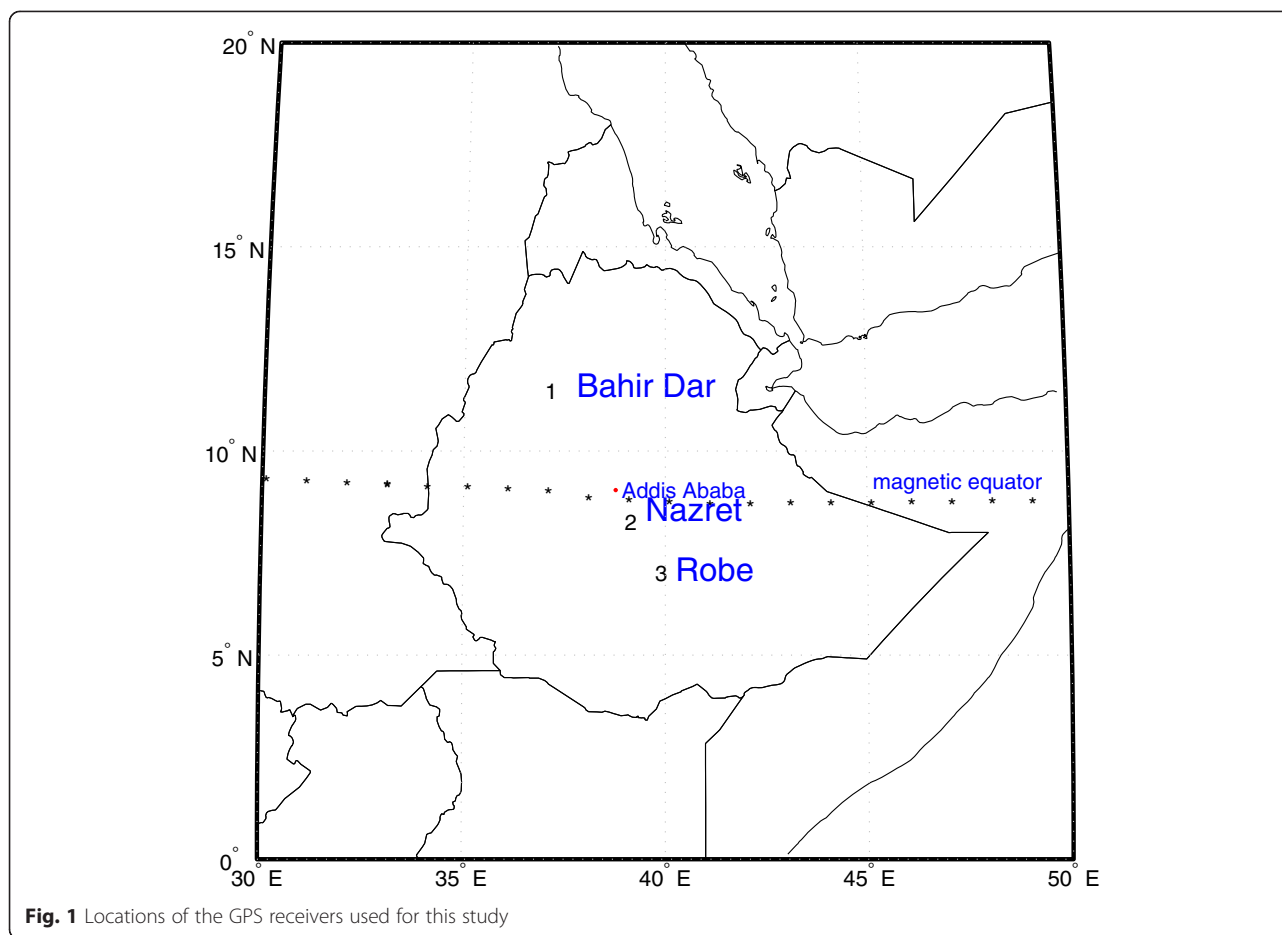 20° N
15° N
1 Bahir Dar
10° N
magnetic equator
Addis Ababa
2 Nazret
3 Robe
5° N
0°
30° E 35° E 40° E 45° E 50° E
Fig. 1 Locations of the GPS receivers used for this study